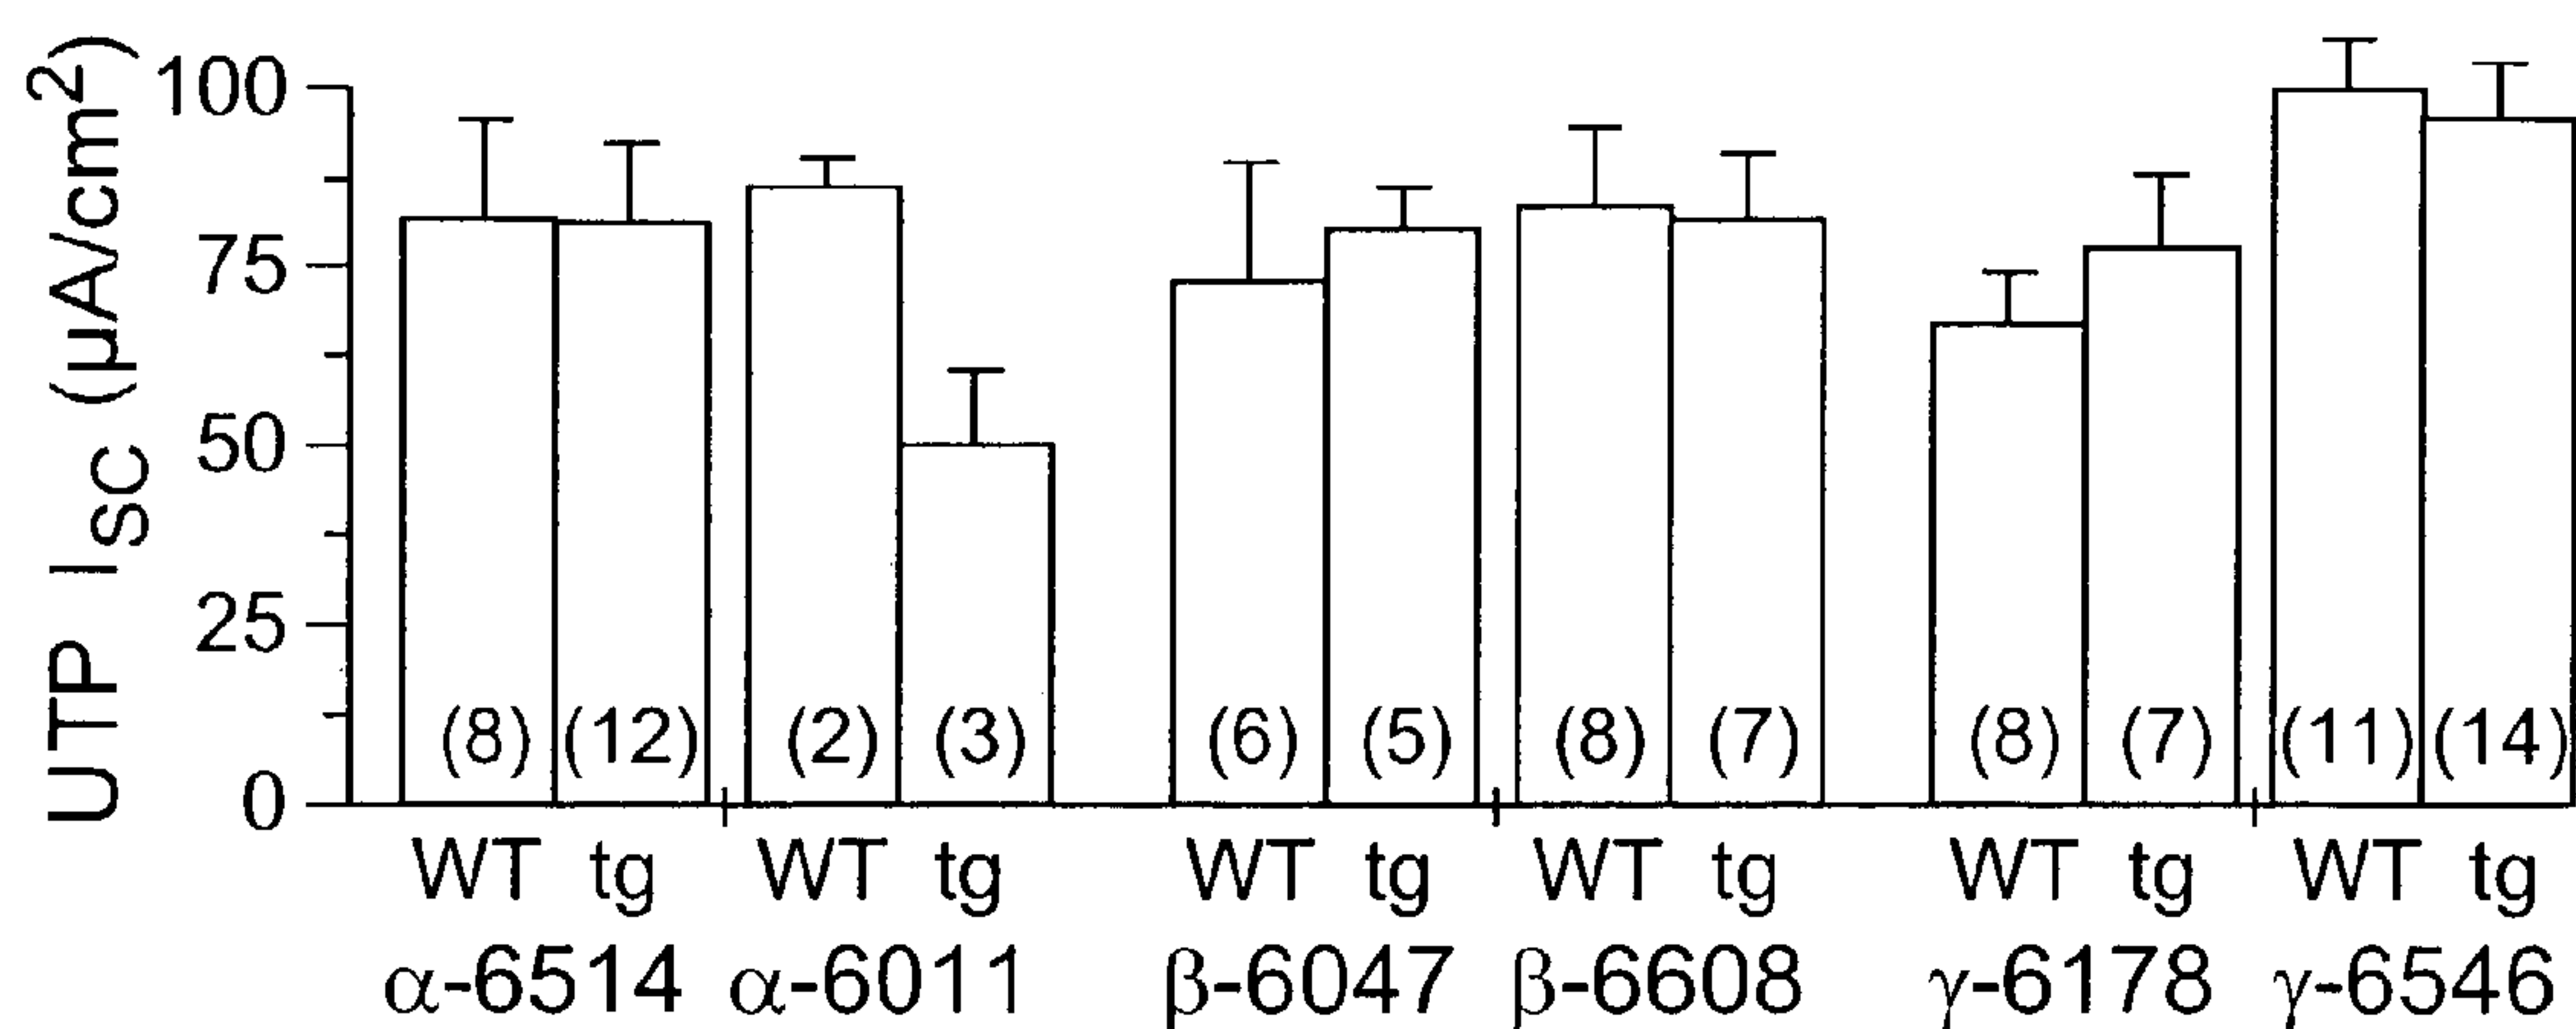 UTP ISC (µA/cm2)
100
75
50
25
0
(8) (12) (2) (3) (6) (5) (8) (7) (8) (7) (11) (14)
WT tg WT tg WT tg WT tg WT tg WT tg
α-6514 α-6011 β-6047 β-6608 γ-6178 γ-6546